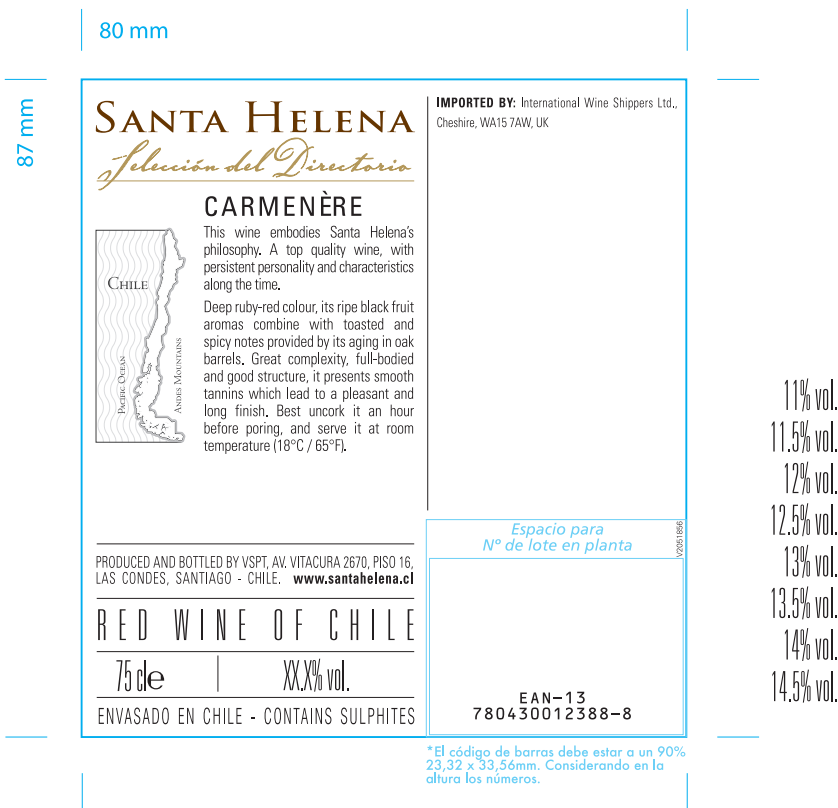 80 mm
87 mm
SANTA HELENA
Selección del Directorio
CARMENÈRE
This wine embodies Santa Helena's
philosophy. A top quality wine, with
persistent personality and characteristics
along the time.
Deep ruby-red colour, its ripe black fruit
aromas combine with toasted and
spicy notes provided by its aging in oak
barrels. Great complexity, full-bodied
and good structure, it presents smooth
tannins which lead to a pleasant and
long finish. Best uncork it an hour
before poring, and serve it at room
temperature (18°C / 65°F).
CHILE
PACIFIC OCEAN
ANDES MOUNTAINS
PRODUCED AND BOTTLED BY VSPT, AV. VITACURA 2670, PISO 16,
LAS CONDES, SANTIAGO - CHILE. www.santahelena.cl
RED WINE OF CHILE
75 cl e
XX.X% vol.
ENVASADO EN CHILE - CONTAINS SULPHITES
IMPORTED BY: International Wine Shippers Ltd.,
Cheshire, WA15 7AW, UK
Espacio para
Nº de lote en planta
V2051856
EAN-13
780430012388-8
*El código de barras debe estar a un 90%
23,32 x 33,56mm. Considerando en la
altura los números.
11% vol.
11.5% vol.
12% vol.
12.5% vol.
13% vol.
13.5% vol.
14% vol.
14.5% vol.